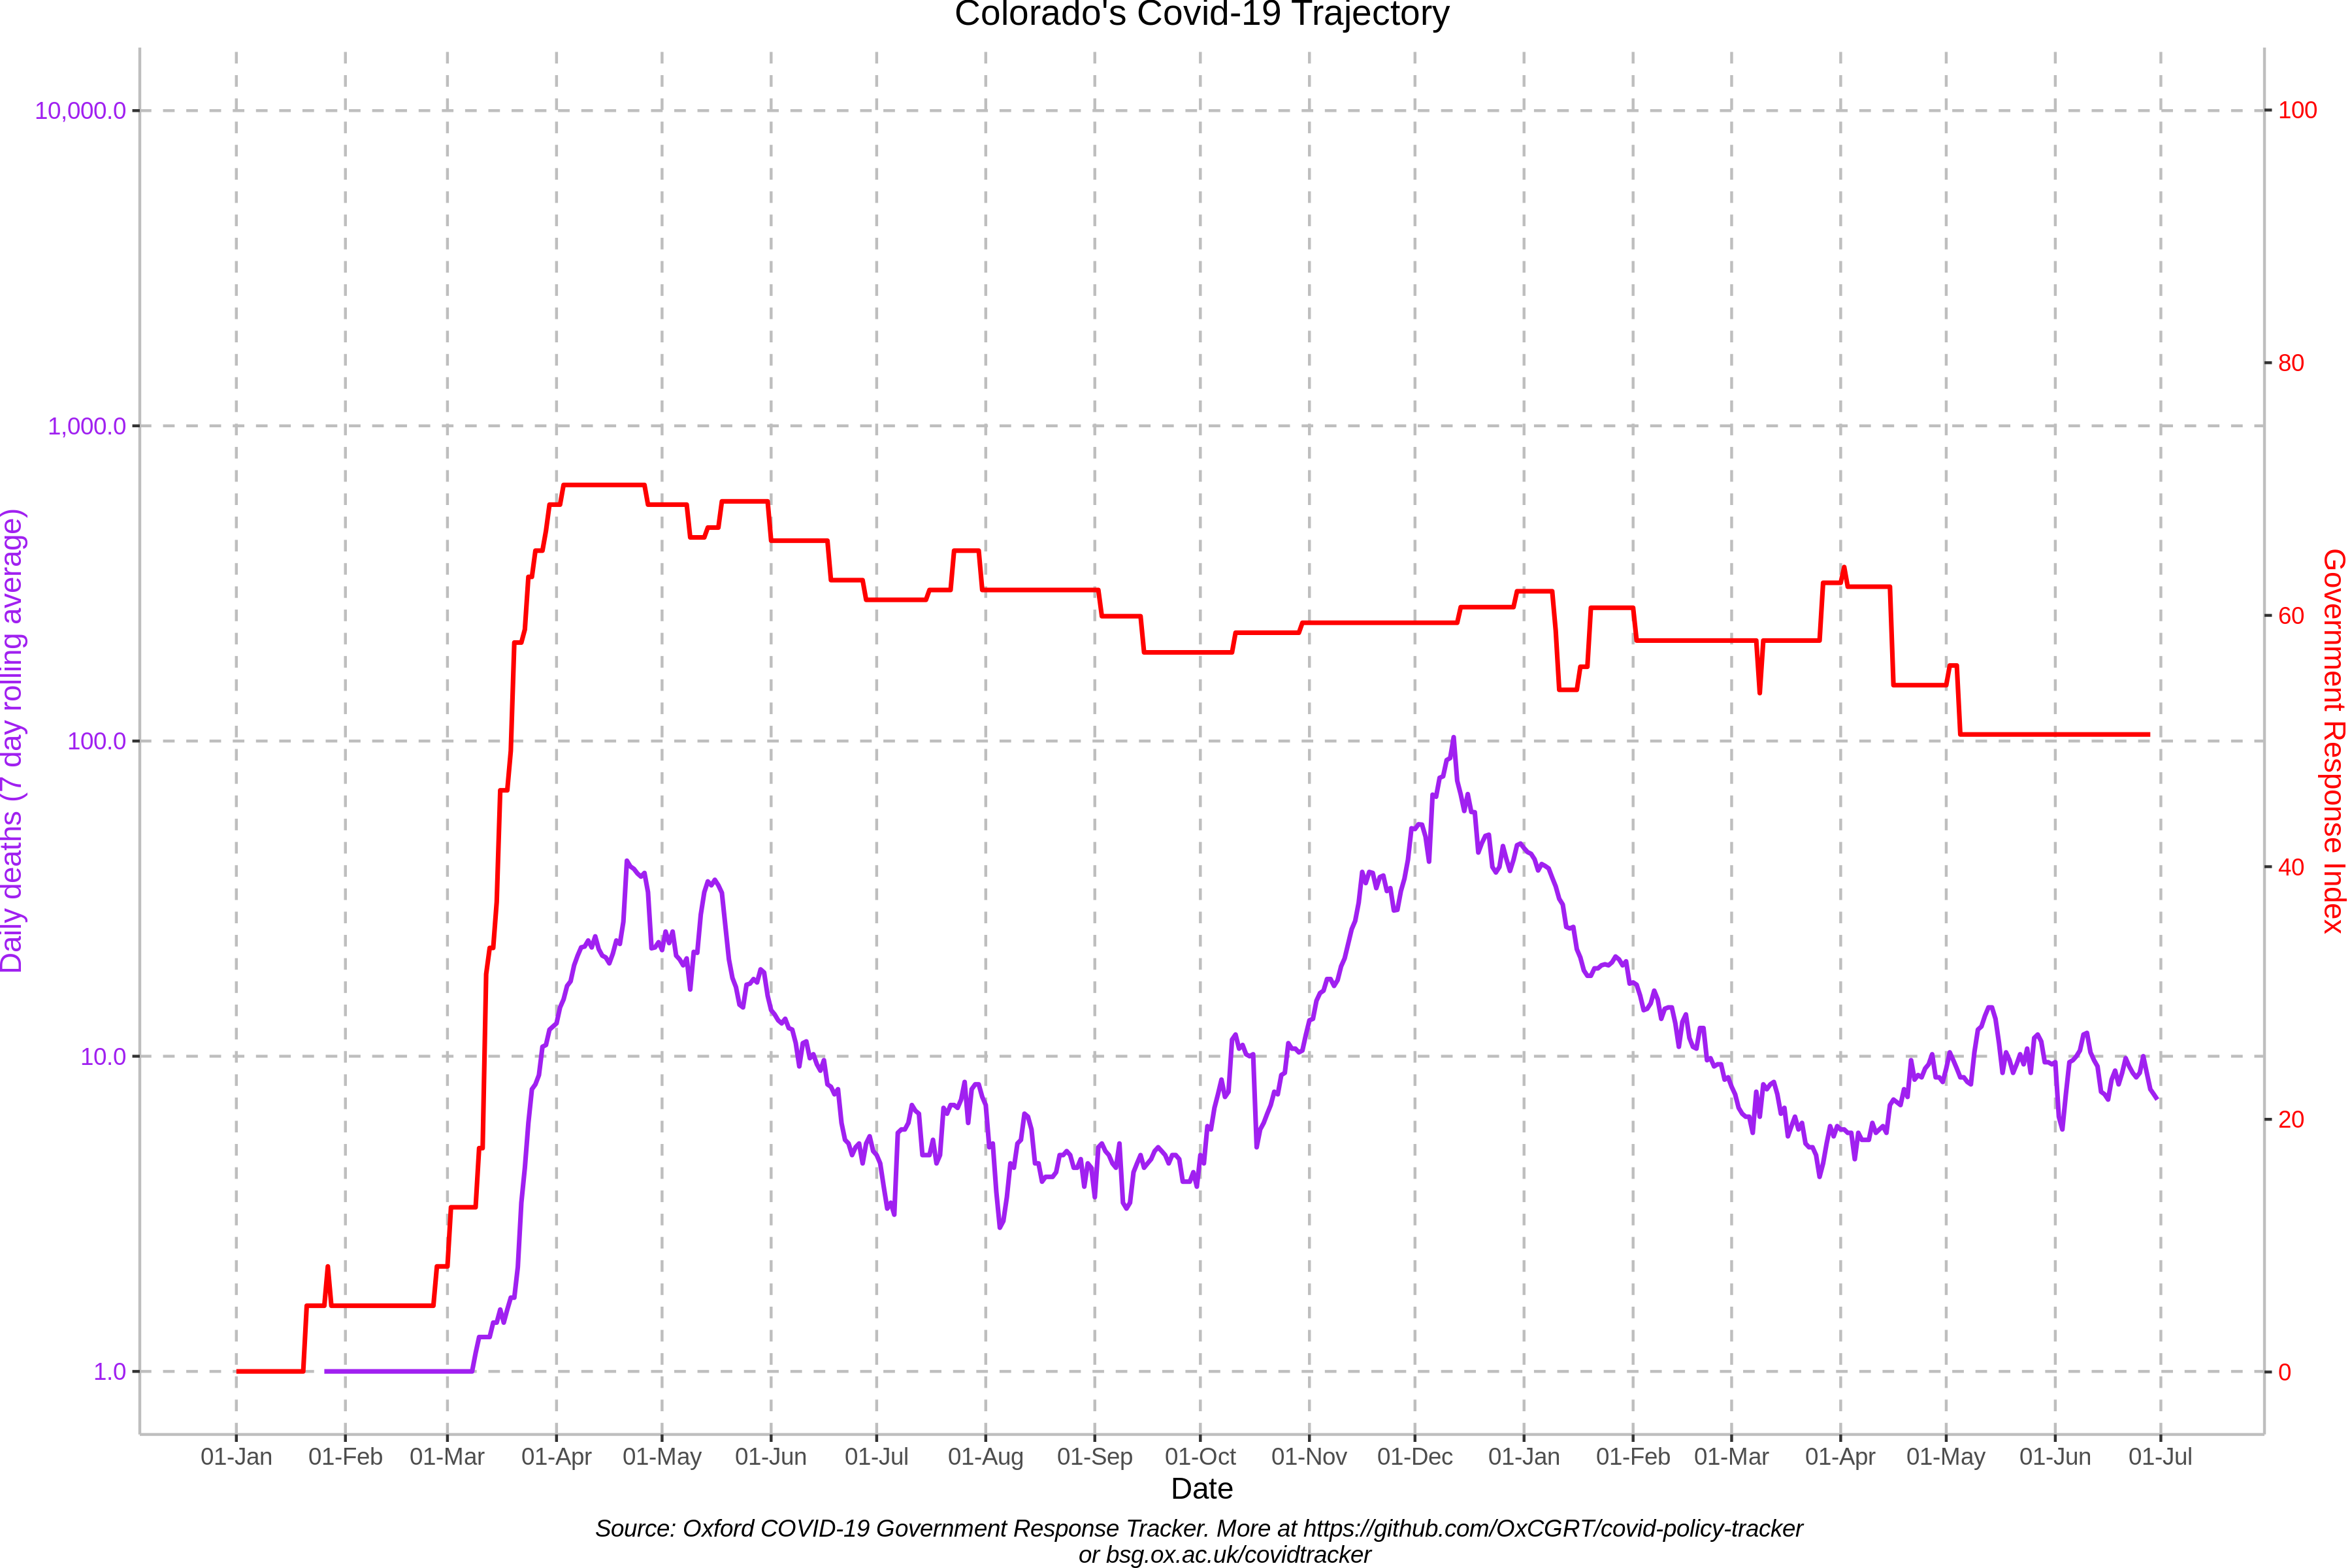 Colorado's Covid-19 Trajectory
10,000.0
1,000.0
100.0
10.0
1.0
Daily deaths (7 day rolling average)
100
80
60
40
20
0
Government Response Index
01-Jan 01-Feb 01-Mar 01-Apr 01-May 01-Jun 01-Jul 01-Aug 01-Sep 01-Oct 01-Nov 01-Dec 01-Jan 01-Feb 01-Mar 01-Apr 01-May 01-Jun 01-Jul
Date
Source: Oxford COVID-19 Government Response Tracker. More at https://github.com/OxCGRT/covid-policy-tracker
or bsg.ox.ac.uk/covidtracker